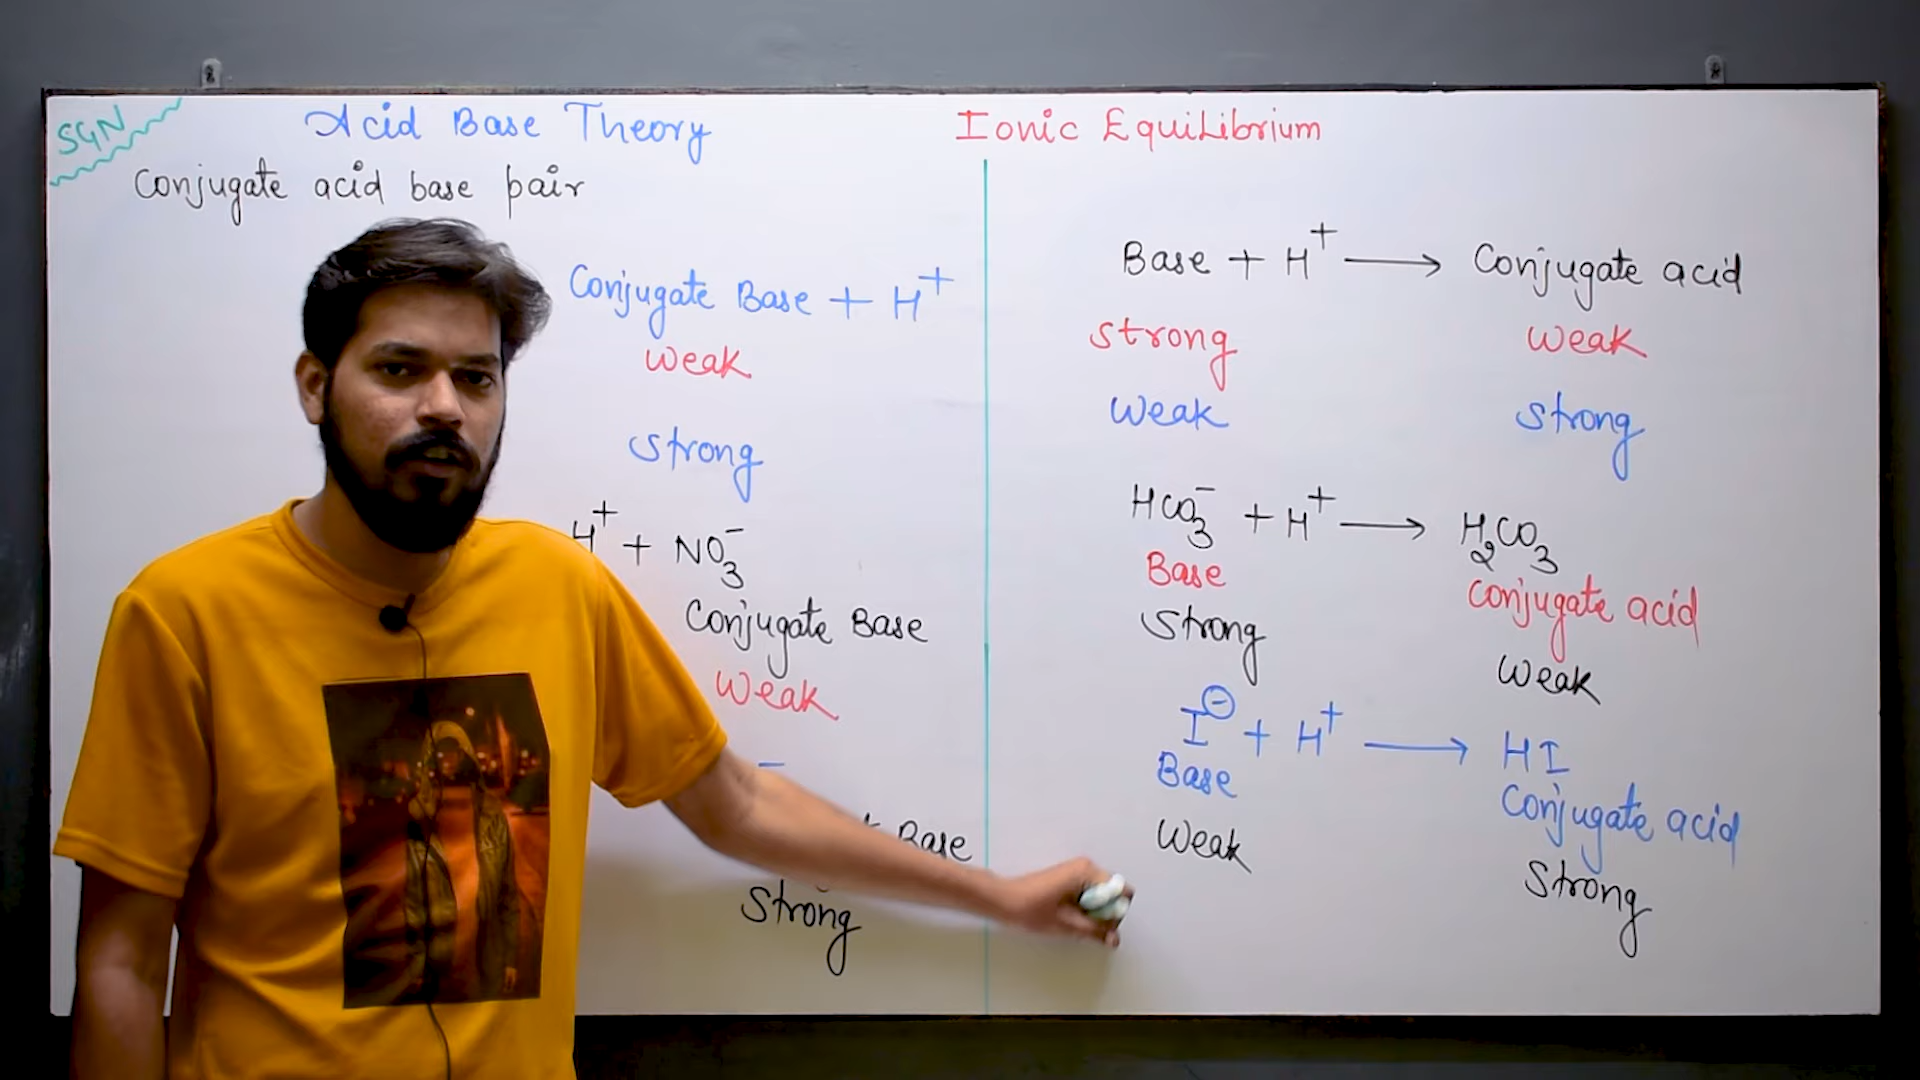 SGN
Acid Base Theory
Ionic Equilibrium
Conjugate acid base pair
Conjugate Base + H⁺
weak
strong
H⁺ + NO₃⁻
Conjugate Base
weak
Base
Strong
Base + H⁺ ⟶ Conjugate acid
strong weak
weak strong
HCO₃⁻ + H⁺ ⟶ H₂CO₃
Base conjugate acid
Strong weak
I⊖ + H⁺ ⟶ HI
Base conjugate acid
weak Strong